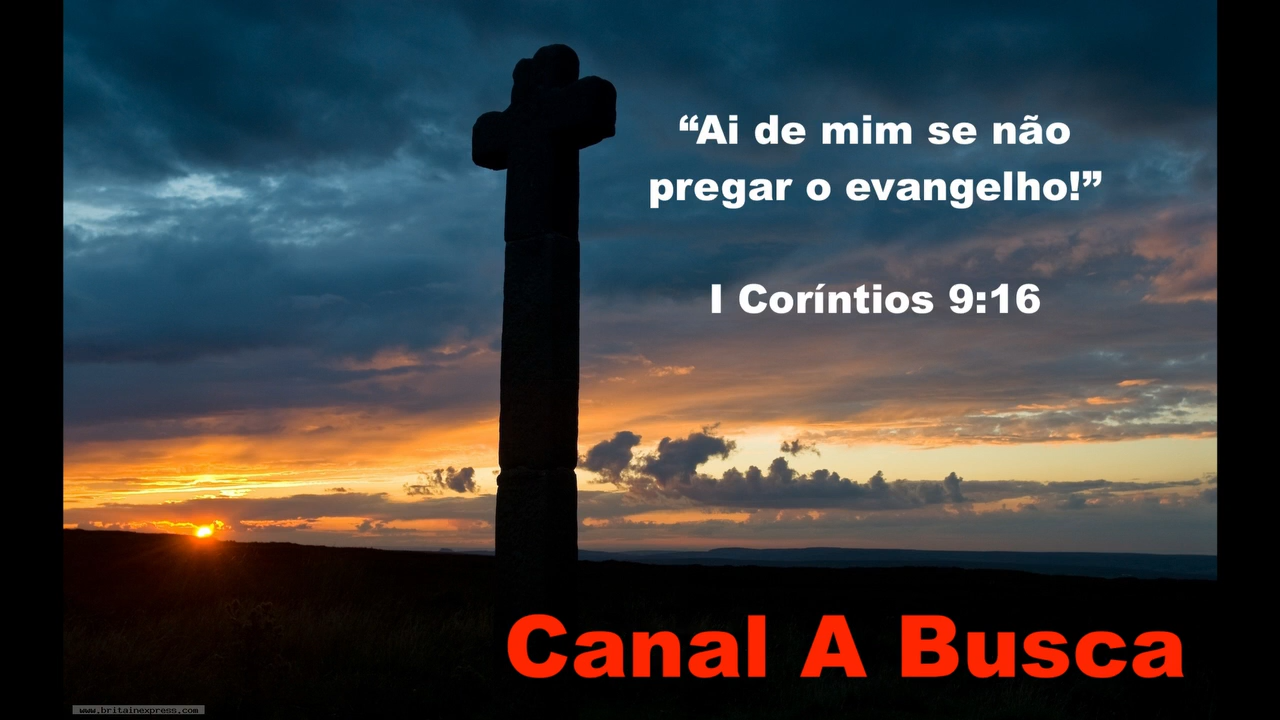 “Ai de mim se não
pregar o evangelho!”
I Coríntios 9:16
Canal A Busca
www.britainexpress.com